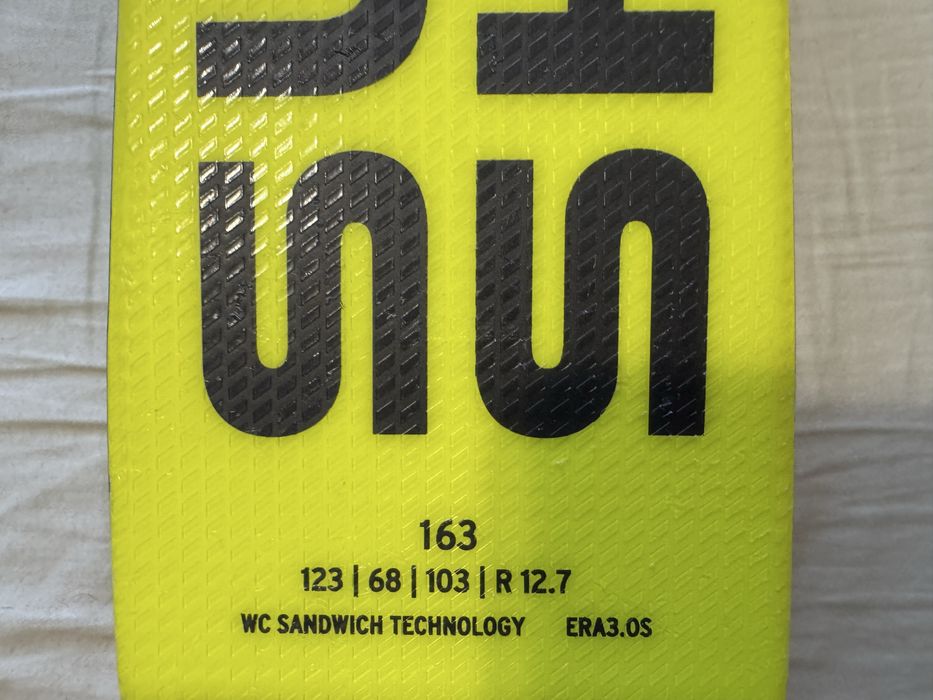 S
S
163
123 | 68 | 103 | R 12.7
WC SANDWICH TECHNOLOGY ERA3.0S